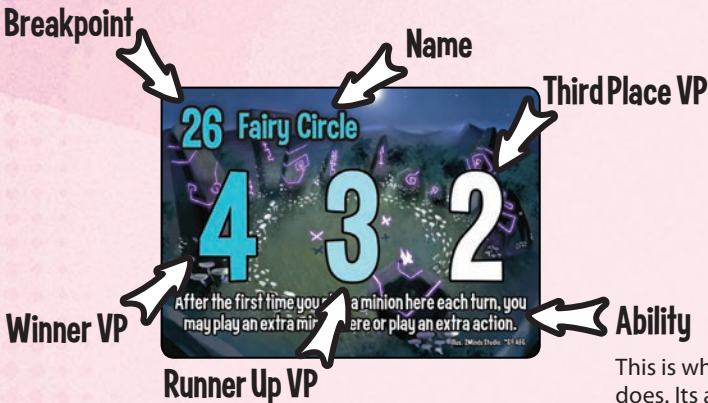 Breakpoint
Name
Third Place VP
26 Fairy Circle
4 3 2
After the first time you a minion here each turn, you
may play an extra ere or play an extra action.
Winner VP
Ability
Runner Up VP
This is wh
does. Its a